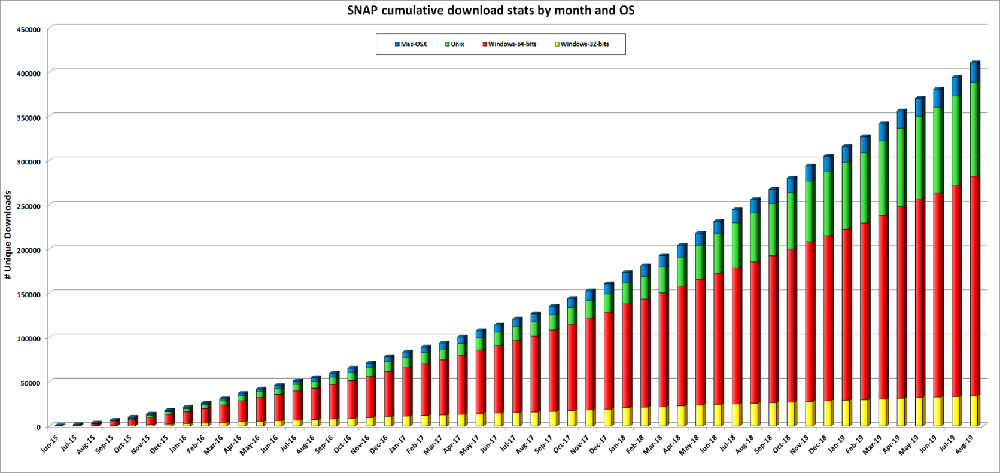 SNAP cumulative download stats by month and OS
Mac-OSX Unix Windows-64-bits Windows-32-bits
# Unique Downloads
450000
400000
350000
300000
250000
200000
150000
100000
50000
0
Jun-15 Jul-15 Aug-15 Sep-15 Oct-15 Nov-15 Dec-15 Jan-16 Feb-16 Mar-16 Apr-16 May-16 Jun-16 Jul-16 Aug-16 Sep-16 Oct-16 Nov-16 Dec-16 Jan-17 Feb-17 Mar-17 Apr-17 May-17 Jun-17 Jul-17 Aug-17 Sep-17 Oct-17 Nov-17 Dec-17 Jan-18 Feb-18 Mar-18 Apr-18 May-18 Jun-18 Jul-18 Aug-18 Sep-18 Oct-18 Nov-18 Dec-18 Jan-19 Feb-19 Mar-19 Apr-19 May-19 Jun-19 Jul-19 Aug-19